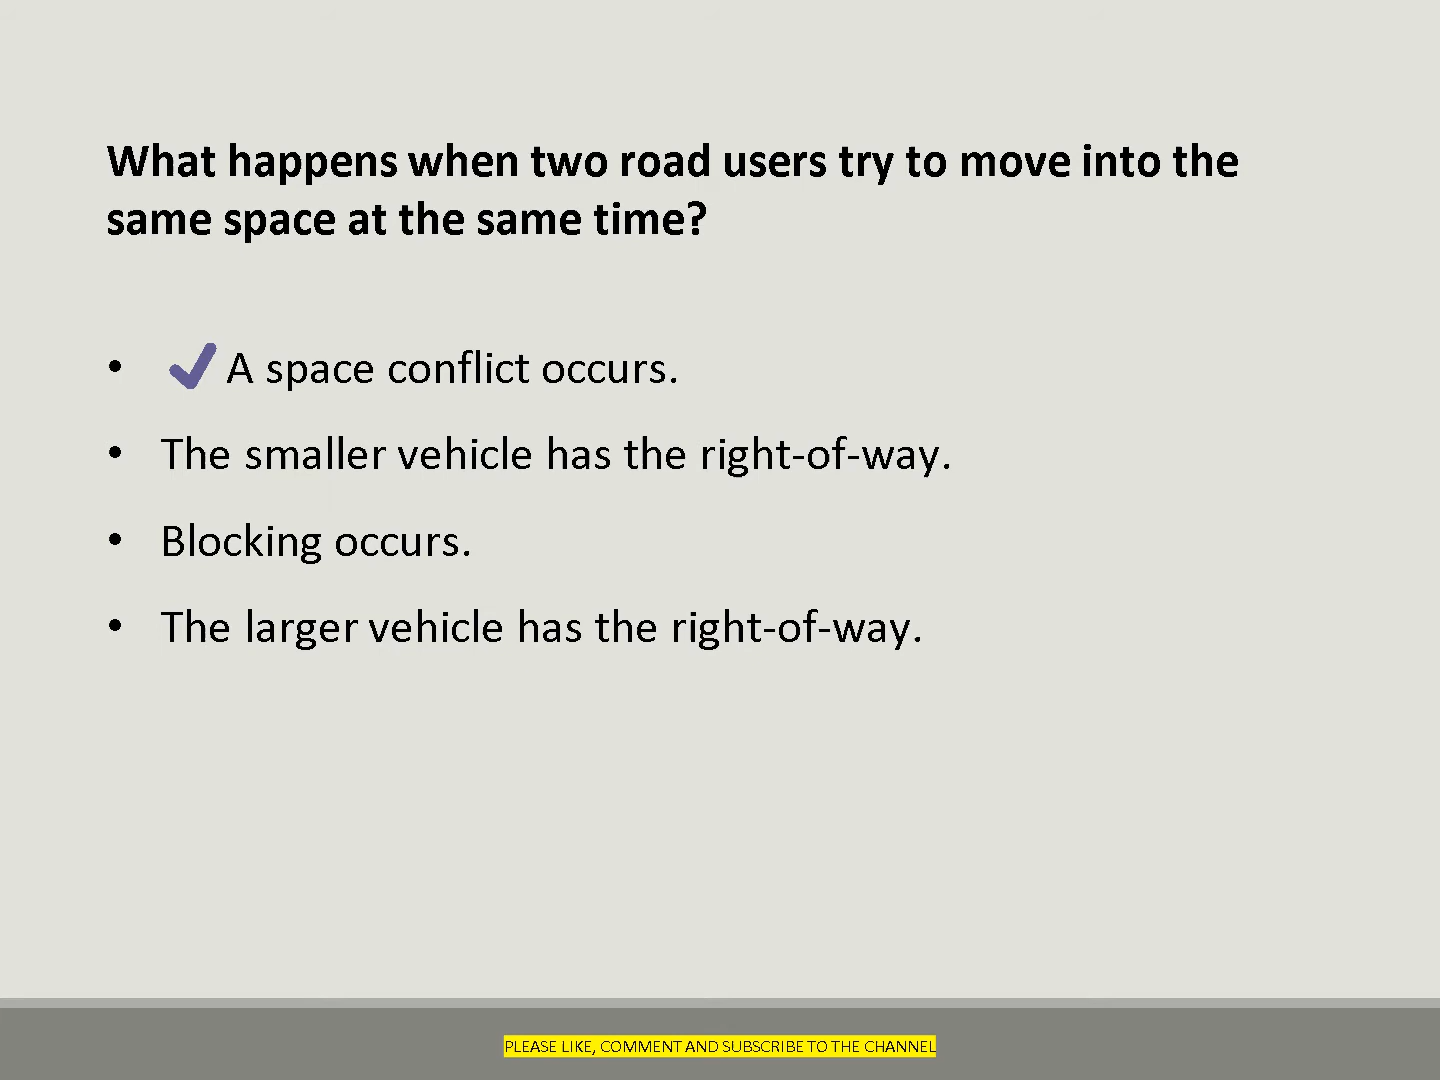 What happens when two road users try to move into the
same space at the same time?
• ✔ A space conflict occurs.
• The smaller vehicle has the right-of-way.
• Blocking occurs.
• The larger vehicle has the right-of-way.
PLEASE LIKE, COMMENT AND SUBSCRIBE TO THE CHANNEL